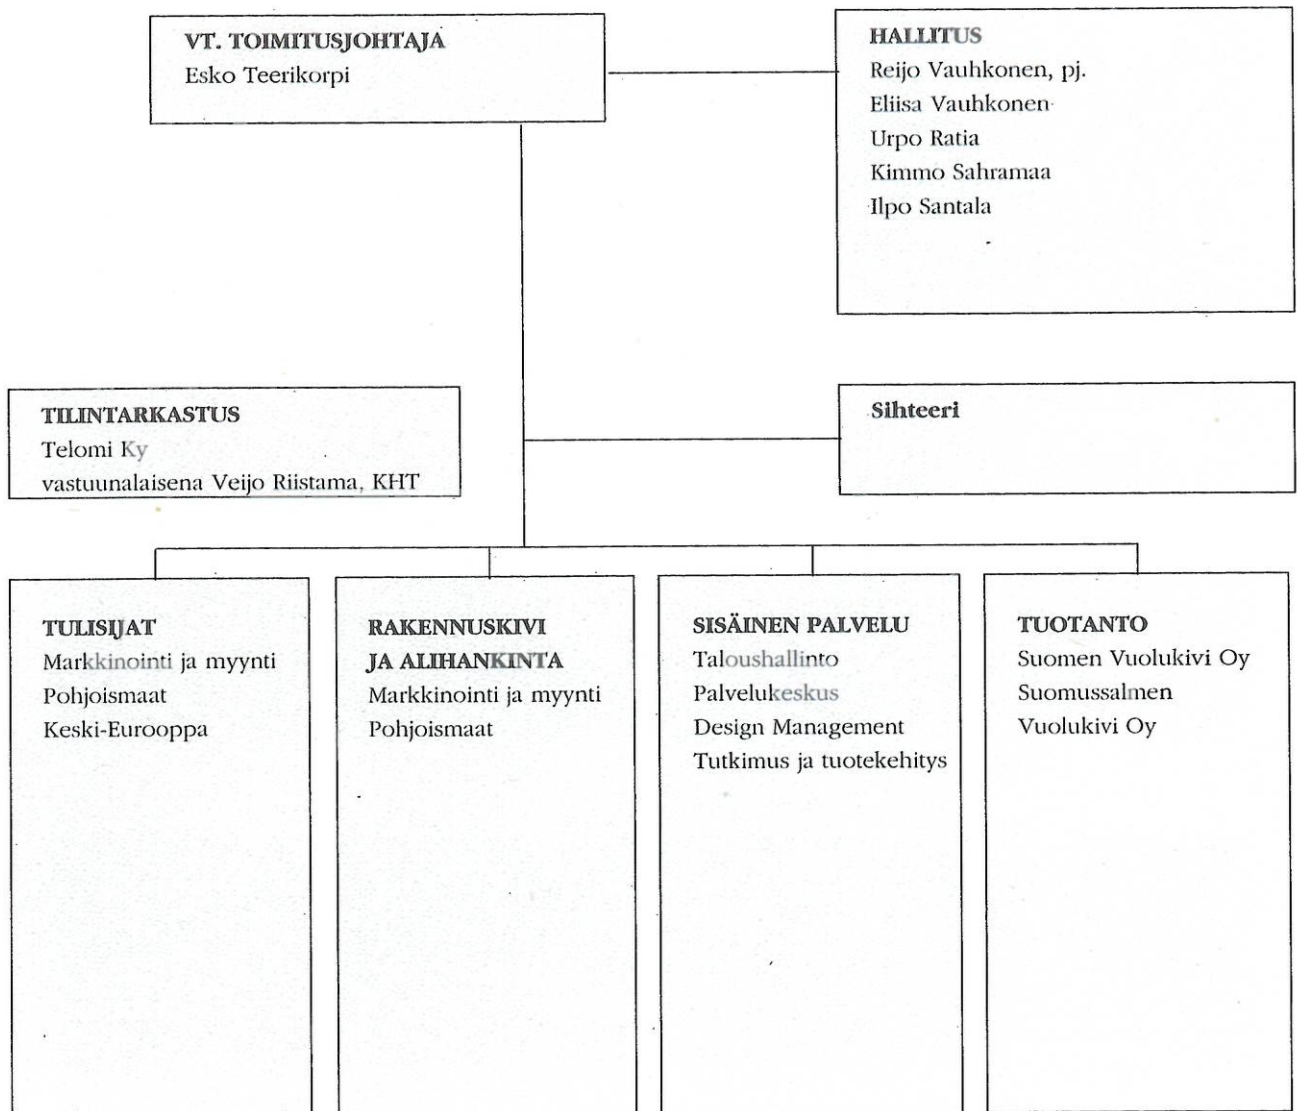 VT. TOIMITUSJOHTAJA
Esko Teerikorpi
HALLITUS
Reijo Vauhkonen, pj.
Eliisa Vauhkonen
Urpo Ratia
Kimmo Sahramaa
Ilpo Santala
TILINTARKASTUS
Telomi Ky
vastuunalaisena Veijo Riistama, KHT
Sihteeri
TULISIJAT
Markkinointi ja myynti
Pohjoismaat
Keski-Eurooppa
RAKENNUSKIVI
JA ALIHANKINTA
Markkinointi ja myynti
Pohjoismaat
SISÄINEN PALVELU
Taloushallinto
Palvelukeskus
Design Management
Tutkimus ja tuotekehitys
TUOTANTO
Suomen Vuolukivi Oy
Suomussalmen
Vuolukivi Oy